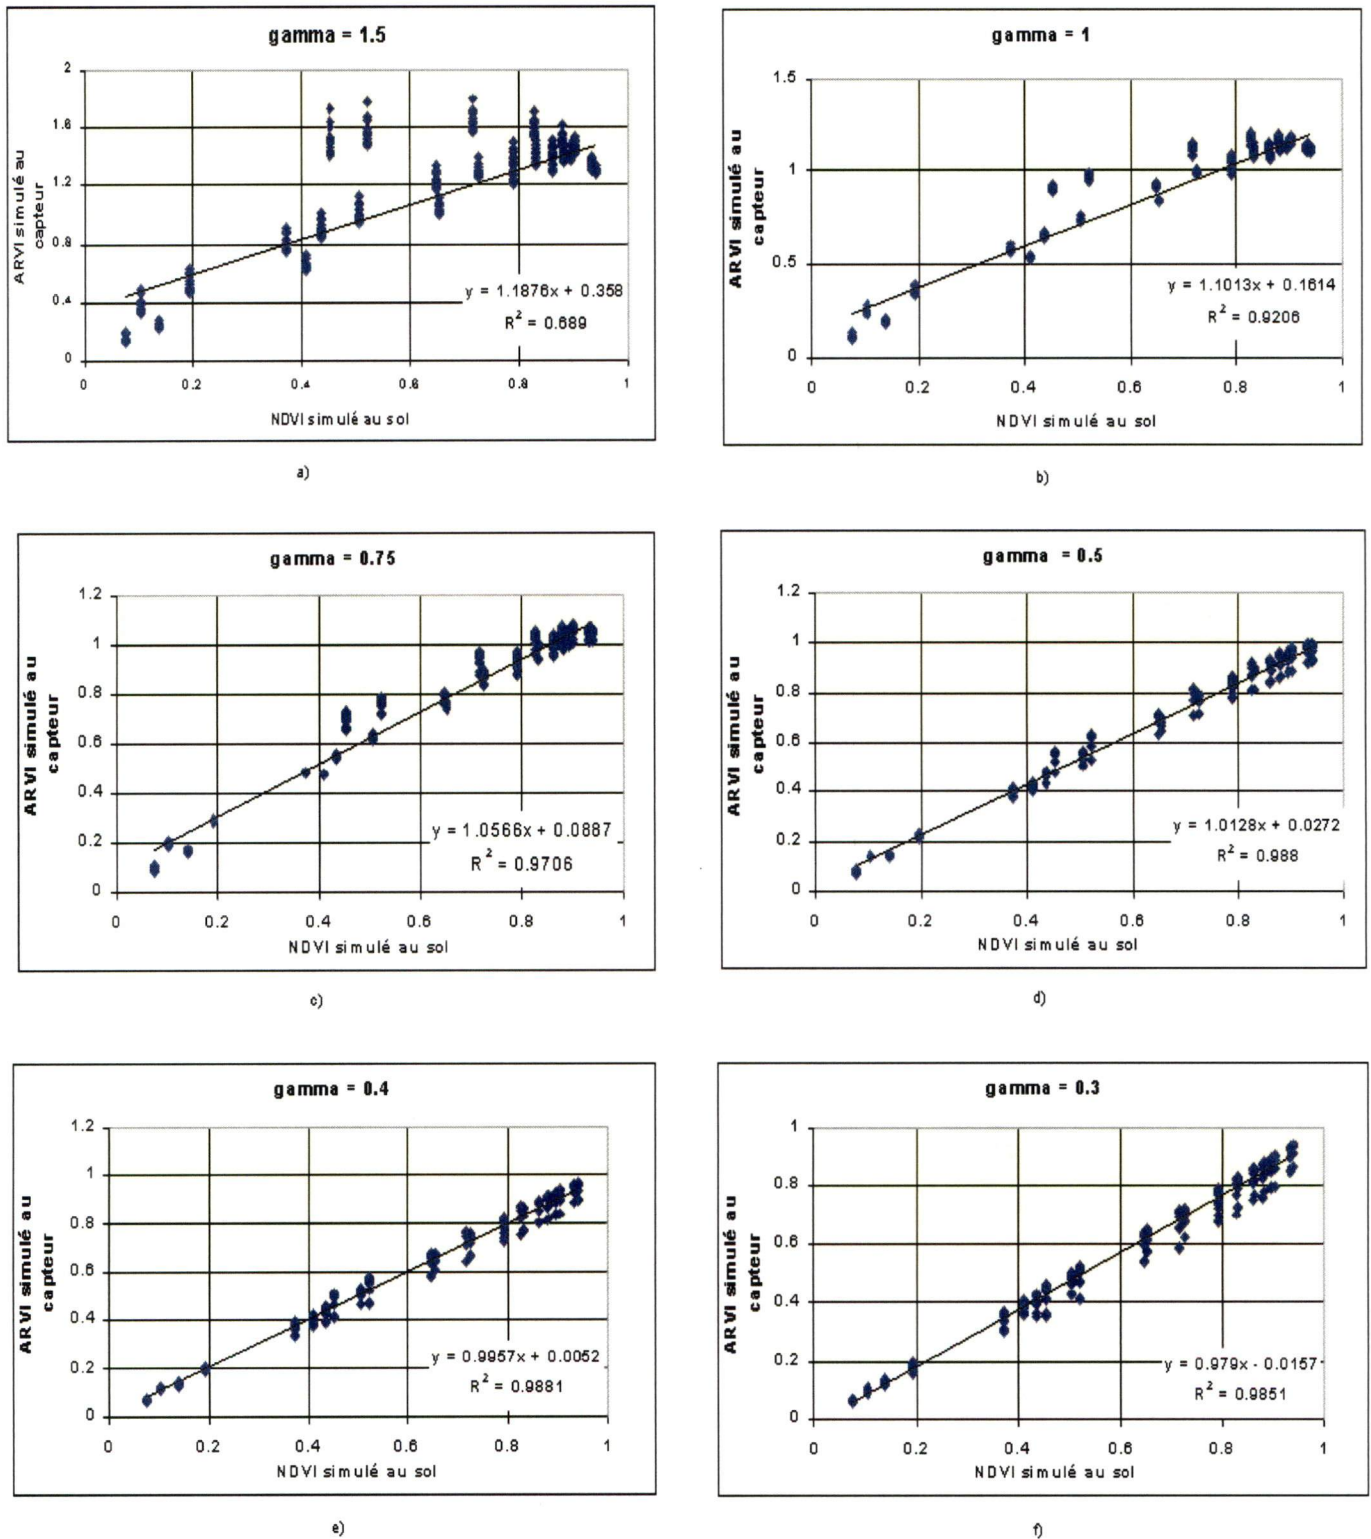 gamma = 1.5
2
1.6
1.2
0.8
0.4
0
ARVI simulé au
capteur
y = 1.1876x + 0.358
R² = 0.689
0 0.2 0.4 0.6 0.8 1
NDVI simulé au sol
a)
gamma = 1
1.5
1
0.5
0
ARVI simulé au
capteur
y = 1.1013x + 0.1614
R² = 0.9206
0 0.2 0.4 0.6 0.8 1
NDVI simulé au sol
b)
gamma = 0.75
1.2
1
0.8
0.6
0.4
0.2
0
ARVI simulé au
capteur
y = 1.0566x + 0.0887
R² = 0.9706
0 0.2 0.4 0.6 0.8 1
NDVI simulé au sol
c)
gamma = 0.5
1.2
1
0.8
0.6
0.4
0.2
0
ARVI simulé au
capteur
y = 1.0128x + 0.0272
R² = 0.988
0 0.2 0.4 0.6 0.8 1
NDVI simulé au sol
d)
gamma = 0.4
1.2
1
0.8
0.6
0.4
0.2
0
ARVI simulé au
capteur
y = 0.9957x + 0.0052
R² = 0.9881
0 0.2 0.4 0.6 0.8 1
NDVI simulé au sol
e)
gamma = 0.3
1
0.8
0.6
0.4
0.2
0
ARVI simulé au
capteur
y = 0.979x - 0.0157
R² = 0.9851
0 0.2 0.4 0.6 0.8 1
NDVI simulé au sol
f)